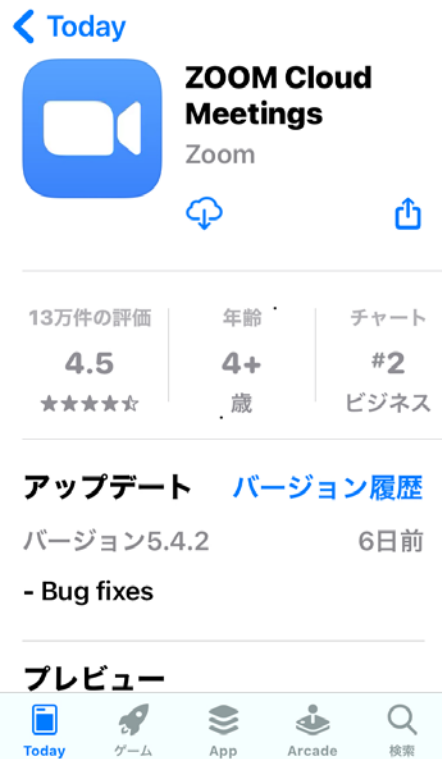 Today
ZOOM Cloud
Meetings
Zoom
13万件の評価 年齢 チャート
4.5 4+ #2
歳 ビジネス
アップデート バージョン履歴
バージョン5.4.2 6日前
- Bug fixes
プレビュー
Today ゲーム App Arcade 検索